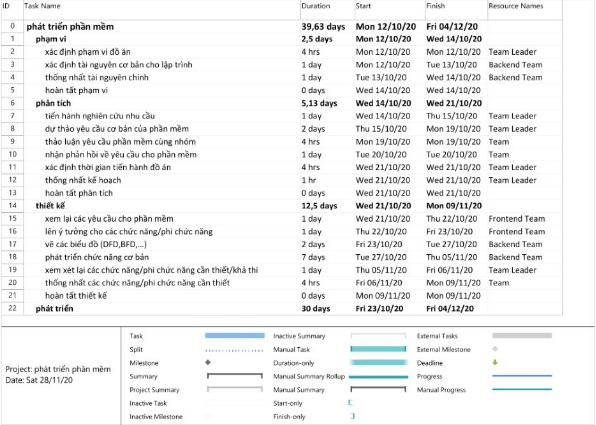 ID Task Name Duration Start Finish Resource Names
0 phát triển phần mềm 39,63 days Mon 12/10/20 Fri 04/12/20
1 phạm vi 2,5 days Mon 12/10/20 Wed 14/10/20
2 xác định phạm vi đồ án 4 hrs Mon 12/10/20 Mon 12/10/20 Team Leader
3 xác định tài nguyên cơ bản cho lập trình 1 day Mon 12/10/20 Tue 13/10/20 Backend Team
4 thống nhất tài nguyên chính 1 day Tue 13/10/20 Wed 14/10/20 Backend Team
5 hoàn tất phạm vi 0 days Wed 14/10/20 Wed 14/10/20
6 phân tích 5,13 days Wed 14/10/20 Wed 21/10/20
7 tiến hành nghiên cứu nhu cầu 1 day Wed 14/10/20 Thu 15/10/20 Team Leader
8 dự thảo yêu cầu cơ bản của phần mềm 2 days Thu 15/10/20 Mon 19/10/20 Team Leader
9 thảo luận yêu cầu phần mềm cùng nhóm 4 hrs Mon 19/10/20 Mon 19/10/20 Team
10 nhận phản hồi về yêu cầu cho phần mềm 1 day Tue 20/10/20 Tue 20/10/20 Team
11 xác định thời gian tiến hành đồ án 4 hrs Wed 21/10/20 Wed 21/10/20 Team Leader
12 thống nhất kế hoạch 1 hr Wed 21/10/20 Wed 21/10/20 Team Leader
13 hoàn tất phân tích 0 days Wed 21/10/20 Wed 21/10/20
14 thiết kế 12,5 days Wed 21/10/20 Mon 09/11/20
15 xem lại các yêu cầu cho phần mềm 1 day Wed 21/10/20 Thu 22/10/20 Frontend Team
16 lên ý tưởng cho các chức năng/phi chức năng 1 day Thu 22/10/20 Fri 23/10/20 Frontend Team
17 vẽ các biểu đồ (DFD,BFD,...) 2 days Fri 23/10/20 Tue 27/10/20 Backend Team
18 phát triển chức năng cơ bản 7 days Tue 27/10/20 Thu 05/11/20 Backend Team
19 xem xét lại các chức năng/phi chức năng cần thiết/khả thi 1 day Thu 05/11/20 Fri 06/11/20 Team Leader
20 thống nhất các chức năng/phi chức năng cần thiết 4 hrs Fri 06/11/20 Mon 09/11/20 Team
21 hoàn tất thiết kế 0 days Mon 09/11/20 Mon 09/11/20
22 phát triển 30 days Fri 23/10/20 Fri 04/12/20
Project: phát triển phần mềm
Date: Sat 28/11/20
Task Inactive Summary External Tasks
Split Manual Task External Milestone
Milestone Duration-only Deadline
Summary Manual Summary Rollup Progress
Project Summary Manual Summary Manual Progress
Inactive Task Start-only
Inactive Milestone Finish-only